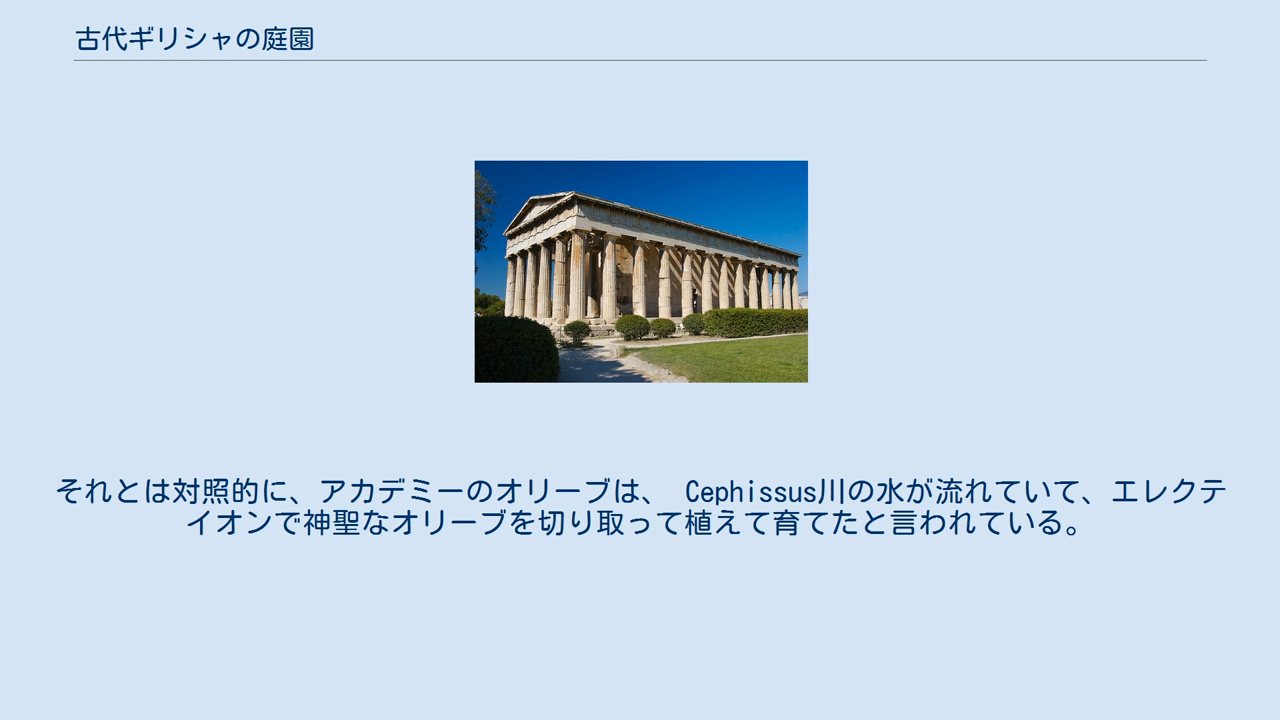 古代ギリシャの庭園
それとは対照的に、アカデミーのオリーブは、 Cephissus川の水が流れていて、エレクテ
イオンで神聖なオリーブを切り取って植えて育てたと言われている。